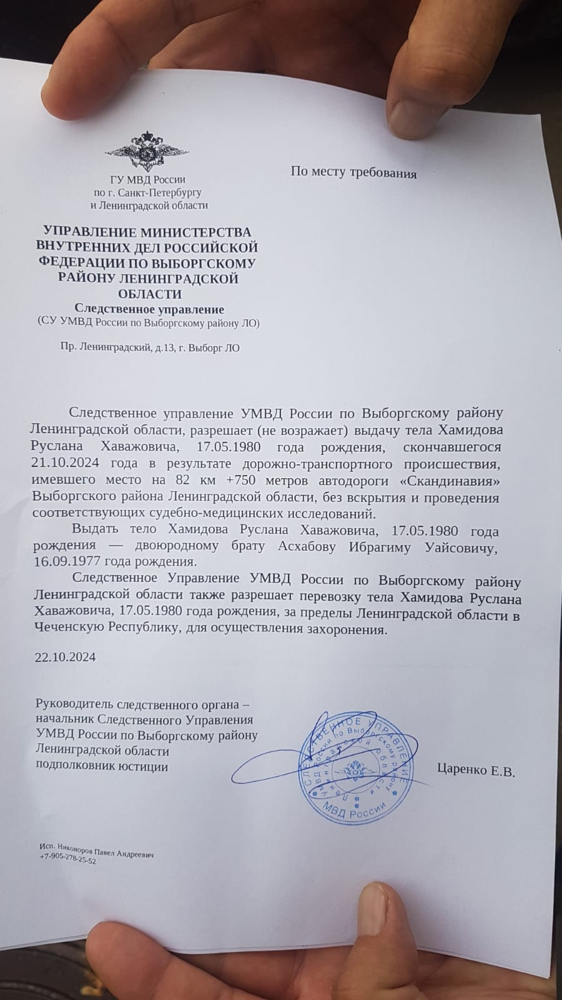 ГУ МВД России
по г. Санкт-Петербургу
и Ленинградской области
УПРАВЛЕНИЕ МИНИСТЕРСТВА
ВНУТРЕННИХ ДЕЛ РОССИЙСКОЙ
ФЕДЕРАЦИИ ПО ВЫБОРГСКОМУ
РАЙОНУ ЛЕНИНГРАДСКОЙ
ОБЛАСТИ
Следственное управление
(СУ УМВД России по Выборгскому району ЛО)
Пр. Ленинградский, д.13, г. Выборг ЛО
По месту требования
Следственное управление УМВД России по Выборгскому району
Ленинградской области, разрешает (не возражает) выдачу тела Хамидова
Руслана Хаважовича, 17.05.1980 года рождения, скончавшегося
21.10.2024 года в результате дорожно-транспортного происшествия,
имевшего место на 82 км +750 метров автодороги «Скандинавия»
Выборгского района Ленинградской области, без вскрытия и проведения
соответствующих судебно-медицинских исследований.
Выдать тело Хамидова Руслана Хаважовича, 17.05.1980 года
рождения — двоюродному брату Асхабову Ибрагиму Уайсовичу,
16.09.1977 года рождения.
Следственное Управление УМВД России по Выборгскому району
Ленинградской области также разрешает перевозку тела Хамидова Руслана
Хаважовича, 17.05.1980 года рождения, за пределы Ленинградской области в
Чеченскую Республику, для осуществления захоронения.
22.10.2024
Руководитель следственного органа –
начальник Следственного Управления
УМВД России по Выборгскому району
Ленинградской области
подполковник юстиции
СЛЕДСТВЕННОЕ УПРАВЛЕНИЕ
УМВД России по Выборгскому району
Ленинградской области
МВД России
Царенко Е.В.
Исп. Никоноров Павел Андреевич
+7-905-278-25-52